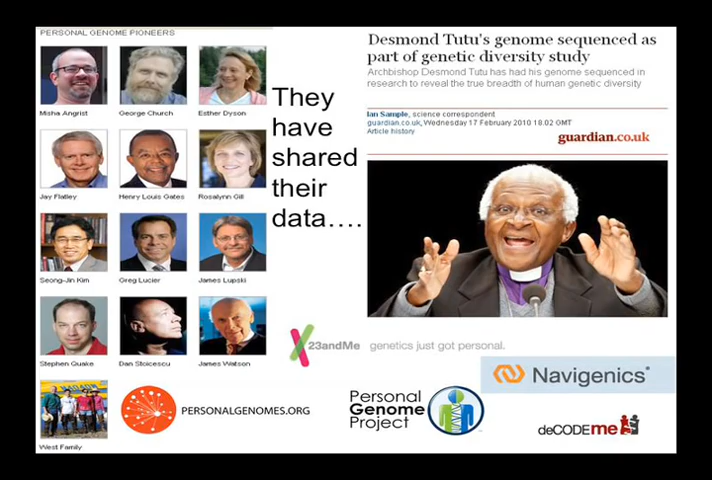 PERSONAL GENOME PIONEERS
Misha Angrist
George Church
Esther Dyson
Jay Flatley
Henry Louis Gates
Rosalynn Gill
Seong-Jin Kim
Greg Lucier
James Lupski
Stephen Quake
Dan Stoicescu
James Watson
West Family
They
have
shared
their
data....
Desmond Tutu's genome sequenced as
part of genetic diversity study
Archbishop Desmond Tutu has had his genome sequenced in
research to reveal the true breadth of human genetic diversity
Ian Sample, science correspondent
guardian.co.uk, Wednesday 17 February 2010 18.02 GMT
Article history
guardian.co.uk
23andMe genetics just got personal.
Navigenics
PERSONALGENOMES.ORG
Personal
Genome
Project
deCODEme